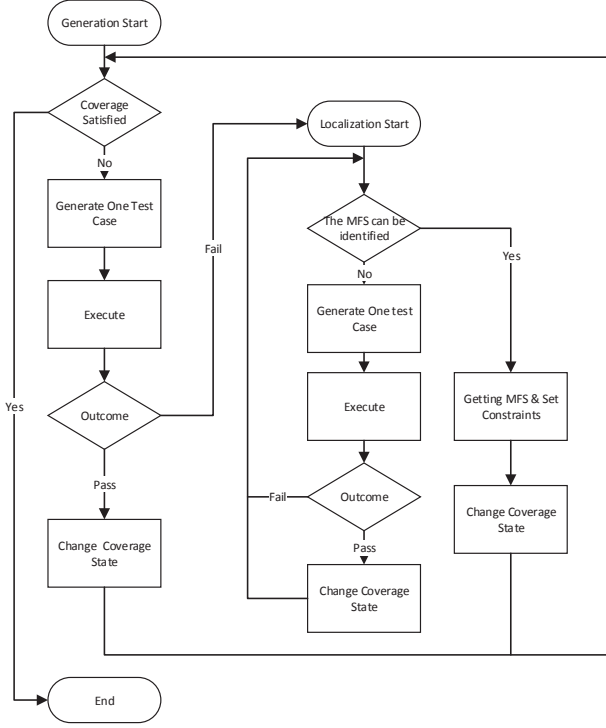 Generation Start
Coverage
Satisfied
No
Generate One Test
Case
Execute
Outcome
Yes
Pass
Change Coverage
State
End
Fail
Localization Start
The MFS can be
identified
Yes
No
Generate One test
Case
Execute
Outcome
Fail
Pass
Change Coverage
State
Getting MFS & Set
Constraints
Change Coverage
State